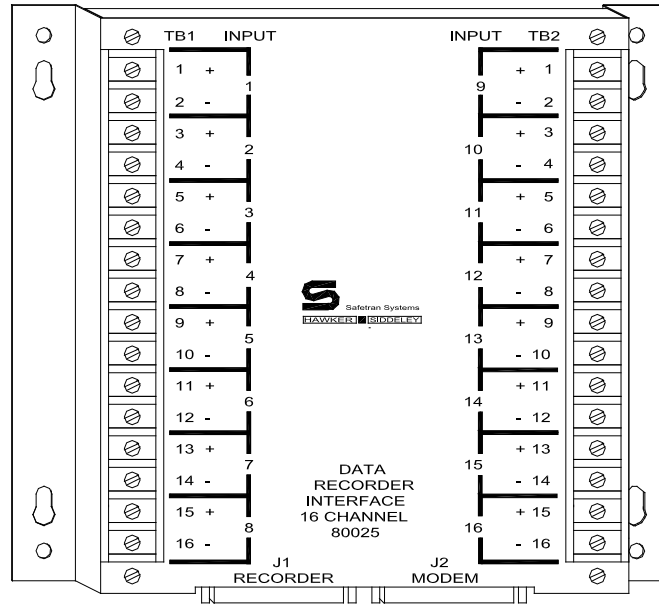 TB1 INPUT INPUT TB2
1 + + 1
1 9
2 - - 2
3 + + 3
2 10
4 - - 4
5 + + 5
3 11
6 - - 6
7 + + 7
4 12
8 - - 8
S Safetran Systems
HAWKER S SIDDELEY
9 + + 9
5 13
10 - - 10
11 + + 11
6 14
12 - - 12
13 + + 13
7 15
14 - - 14
15 + + 15
8 16
16 - - 16
DATA
RECORDER
INTERFACE
16 CHANNEL
80025
J1 J2
RECORDER MODEM